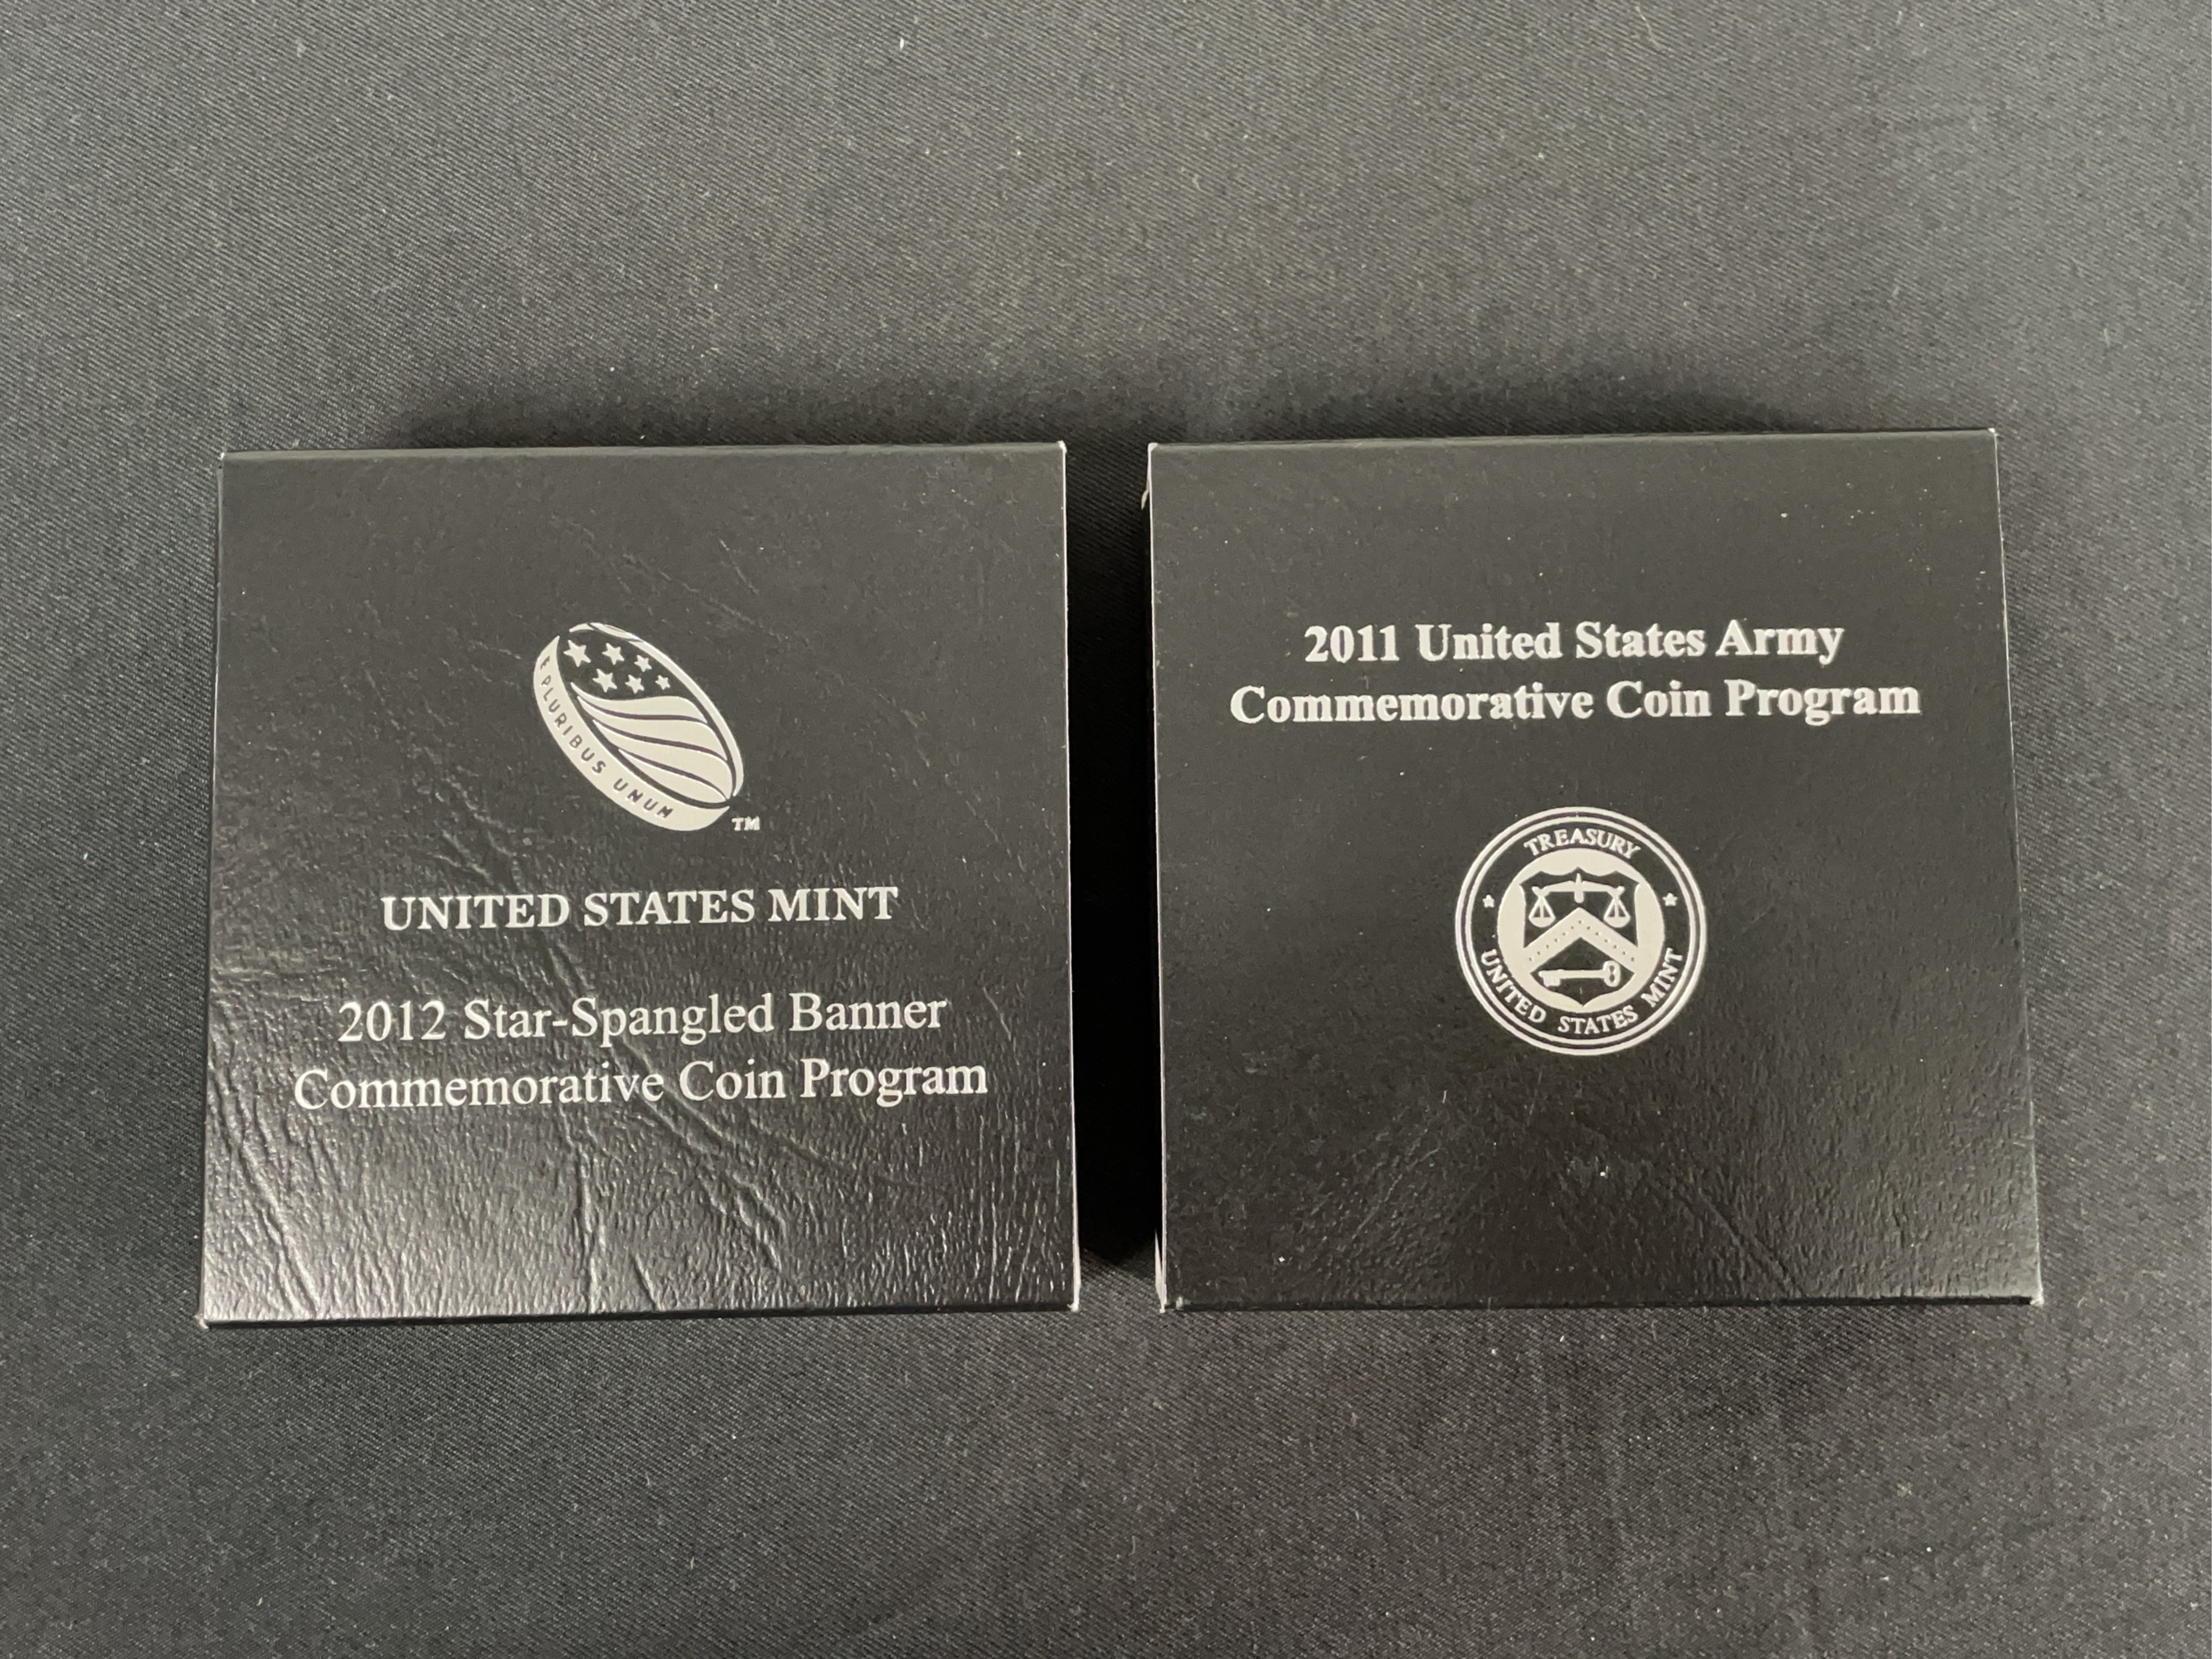 E PLURIBUS UNUM
TM
UNITED STATES MINT
2012 Star-Spangled Banner
Commemorative Coin Program
2011 United States Army
Commemorative Coin Program
TREASURY
UNITED STATES MINT